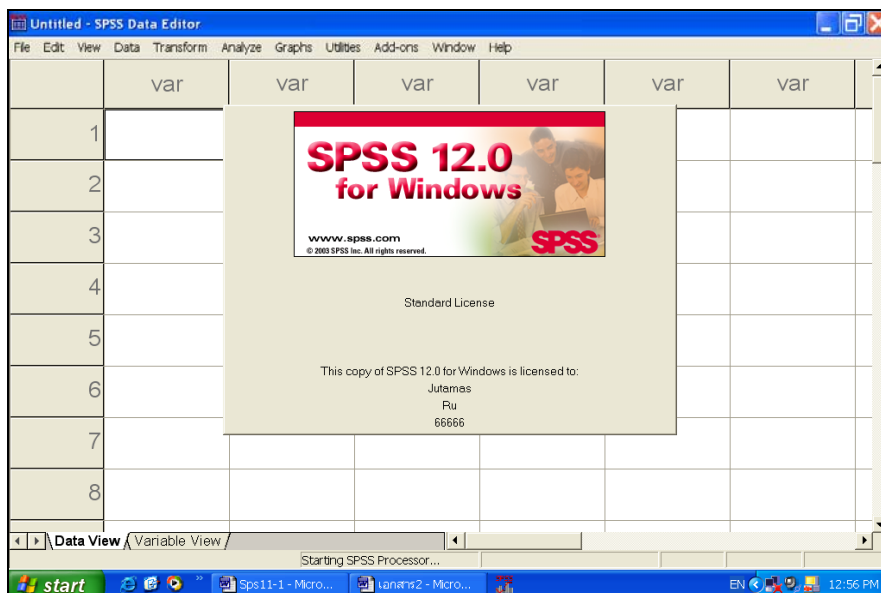 Untitled - SPSS Data Editor
File Edit View Data Transform Analyze Graphs Utilities Add-ons Window Help
var var var var var var
1
2
3
4
5
6
7
8
SPSS 12.0
for Windows
www.spss.com
© 2003 SPSS Inc. All rights reserved.
SPSS
Standard License
This copy of SPSS 12.0 for Windows is licensed to:
Jutamas
Ru
66666
Data View Variable View
Starting SPSS Processor...
start Sps11-1 - Micro... เอกสาร2 - Micro... EN 12:56 PM